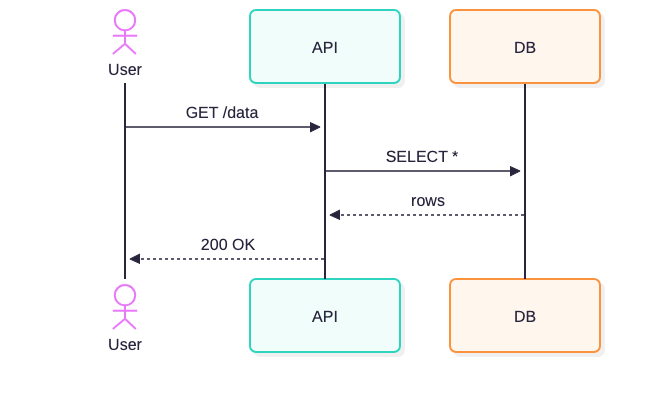 User
API
DB
GET /data
SELECT *
rows
200 OK
User
API
DB